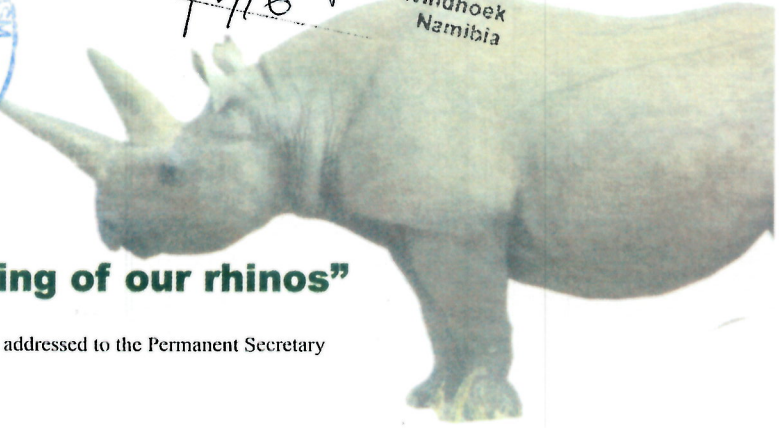 Windhoek
Namibia
ing of our rhinos”
addressed to the Permanent Secretary